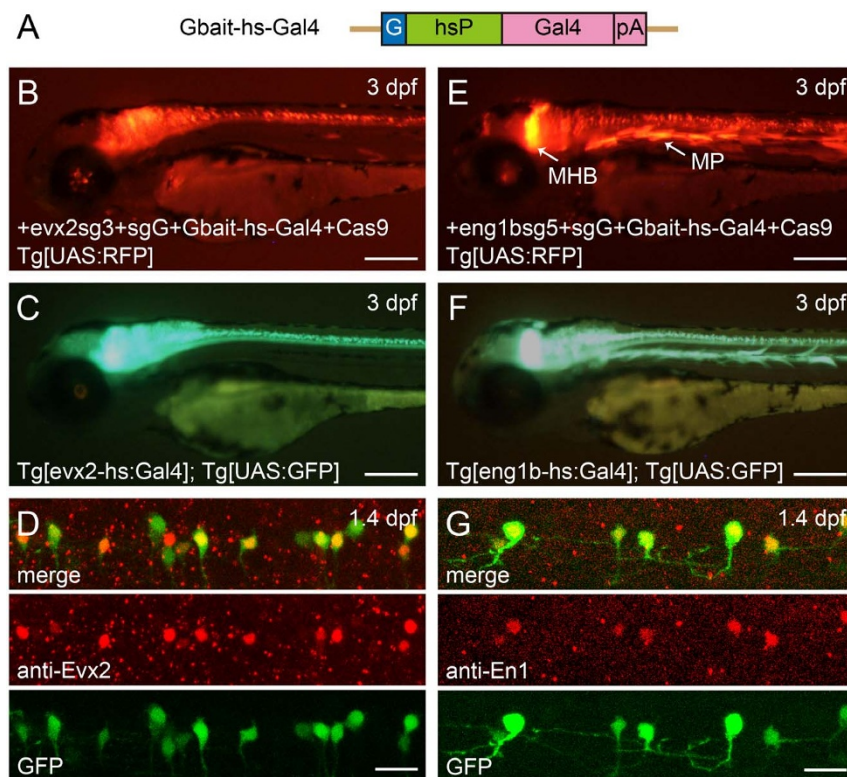 A
Gbait-hs-Gal4
G hsP Gal4 pA
B
3 dpf
+evx2sg3+sgG+Gbait-hs-Gal4+Cas9
Tg[UAS:RFP]
E
3 dpf
MHB
MP
+eng1bsg5+sgG+Gbait-hs-Gal4+Cas9
Tg[UAS:RFP]
C
3 dpf
Tg[evx2-hs:Gal4]; Tg[UAS:GFP]
F
3 dpf
Tg[eng1b-hs:Gal4]; Tg[UAS:GFP]
D
1.4 dpf
merge
anti-Evx2
GFP
G
1.4 dpf
merge
anti-En1
GFP